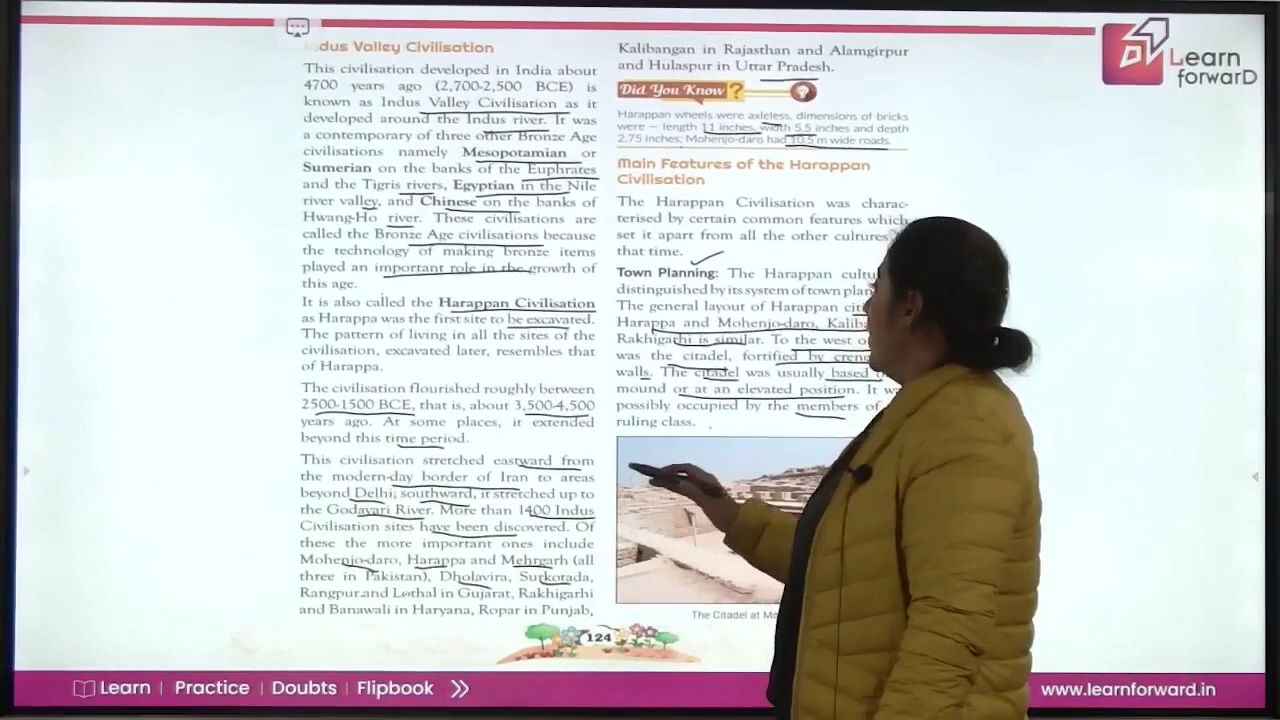 Learn
forwarD
ndus Valley Civilisation
This civilisation developed in India about
4700 years ago (2,700-2,500 BCE) is
known as Indus Valley Civilisation as it
developed around the Indus river. It was
a contemporary of three other Bronze Age
civilisations namely Mesopotamian or
Sumerian on the banks of the Euphrates
and the Tigris rivers, Egyptian in the Nile
river valley, and Chinese on the banks of
Hwang-Ho river. These civilisations are
called the Bronze Age civilisations because
the technology of making bronze items
played an important role in the growth of
this age.
It is also called the Harappan Civilisation
as Harappa was the first site to be excavated.
The pattern of living in all the sites of the
civilisation, excavated later, resembles that
of Harappa.
The civilisation flourished roughly between
2500-1500 BCE, that is, about 3,500-4,500
years ago. At some places, it extended
beyond this time period.
This civilisation stretched eastward from
the modern-day border of Iran to areas
beyond Delhi; southward, it stretched up to
the Godavari River. More than 1400 Indus
Civilisation sites have been discovered. Of
these the more important ones include
Mohenjo-daro, Harappa and Mehrgarh (all
three in Pakistan), Dholavira, Surkorada,
Rangpur and Lothal in Gujarat, Rakhigarhi
and Banawali in Haryana, Ropar in Punjab,
Kalibangan in Rajasthan and Alamgirpur
and Hulaspur in Uttar Pradesh.
Did You Know ?
Harappan wheels were axleless, dimensions of bricks
were – length 11 inches, width 5.5 inches and depth
2.75 inches; Mohenjo-daro had 10.5 m wide roads.
Main Features of the Harappan
Civilisation
The Harappan Civilisation was charac-
terised by certain common features which
set it apart from all the other cultures
that time.
Town Planning: The Harappan cultu
distinguished by its system of town plan
The general layout of Harappan cit
Harappa and Mohenjo-daro, Kaliba
Rakhigarhi is similar. To the west o
was the citadel, fortified by cren
walls. The citadel was usually based
mound or at an elevated position. It w
possibly occupied by the members of
ruling class.
The Citadel at Mo
124
Learn | Practice | Doubts | Flipbook
www.learnforward.in